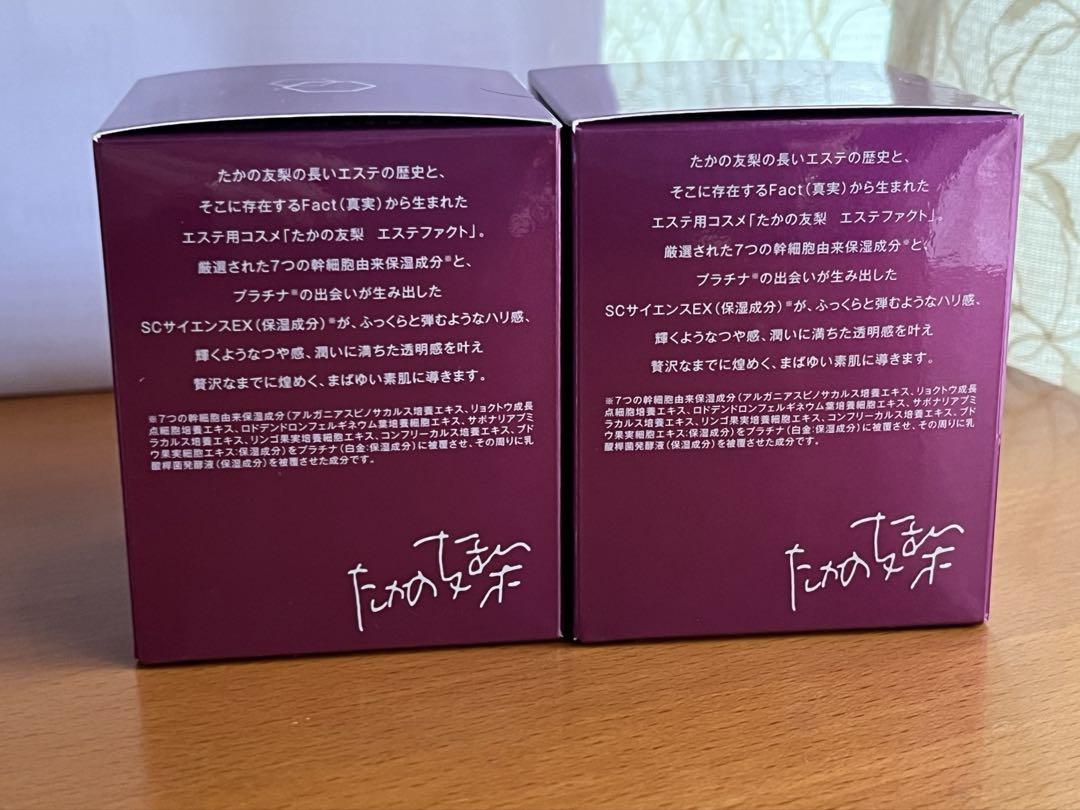 たかの友梨の長いエステの歴史と、
そこに存在するFact(真実)から生まれた
エステ用コスメ「たかの友梨　エステファクト」。
厳選された7つの幹細胞由来保湿成分※と、
プラチナ※の出会いが生み出した
SCサイエンスEX(保湿成分)※が、ふっくらと弾むようなハリ感、
輝くようなつや感、潤いに満ちた透明感を叶え
贅沢なまでに煌めく、まばゆい素肌に導きます。
※7つの幹細胞由来保湿成分(アルガニアスピノサカルス培養エキス、リョクトウ成長
点細胞培養エキス、ロドデンドロンフェルギネウム葉培養細胞エキス、サポナリアプミ
ラカルス培養エキス、リンゴ果実培養細胞エキス、コンフリーカルス培養エキス、ブド
ウ果実細胞エキス:保湿成分)をプラチナ(白金:保湿成分)に被覆させ、その周りに乳
酸桿菌発酵液(保湿成分)を被覆させた成分です。
たかの友梨
たかの友梨の長いエステの歴史と、
そこに存在するFact(真実)から生まれた
エステ用コスメ「たかの友梨　エステファクト」。
厳選された7つの幹細胞由来保湿成分※と、
プラチナ※の出会いが生み出した
SCサイエンスEX(保湿成分)※が、ふっくらと弾むようなハリ感、
輝くようなつや感、潤いに満ちた透明感を叶え
贅沢なまでに煌めく、まばゆい素肌に導きます。
※7つの幹細胞由来保湿成分(アルガニアスピノサカルス培養エキス、リョクトウ成長
点細胞培養エキス、ロドデンドロンフェルギネウム葉培養細胞エキス、サポナリアプミ
ラカルス培養エキス、リンゴ果実培養細胞エキス、コンフリーカルス培養エキス、ブド
ウ果実細胞エキス:保湿成分)をプラチナ(白金:保湿成分)に被覆させ、その周りに乳
酸桿菌発酵液(保湿成分)を被覆させた成分です。
たかの友梨